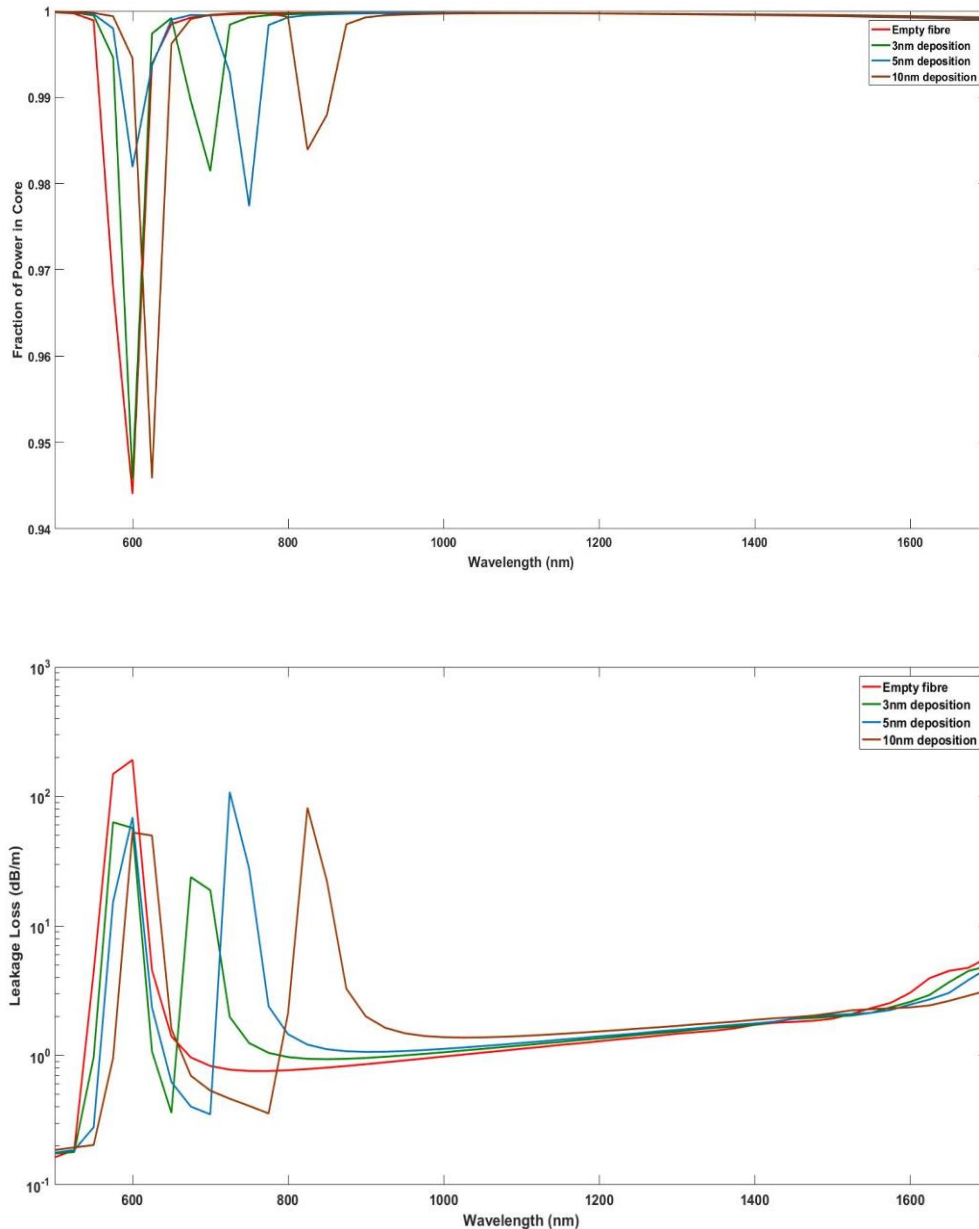 1
0.99
0.98
0.97
0.96
0.95
0.94
Fraction of Power in Core
Empty fibre
3nm deposition
5nm deposition
10nm deposition
600 800 1000 1200 1400 1600
Wavelength (nm)
10³
10²
10¹
10⁰
10⁻¹
Leakage Loss (dB/m)
Empty fibre
3nm deposition
5nm deposition
10nm deposition
600 800 1000 1200 1400 1600
Wavelength (nm)